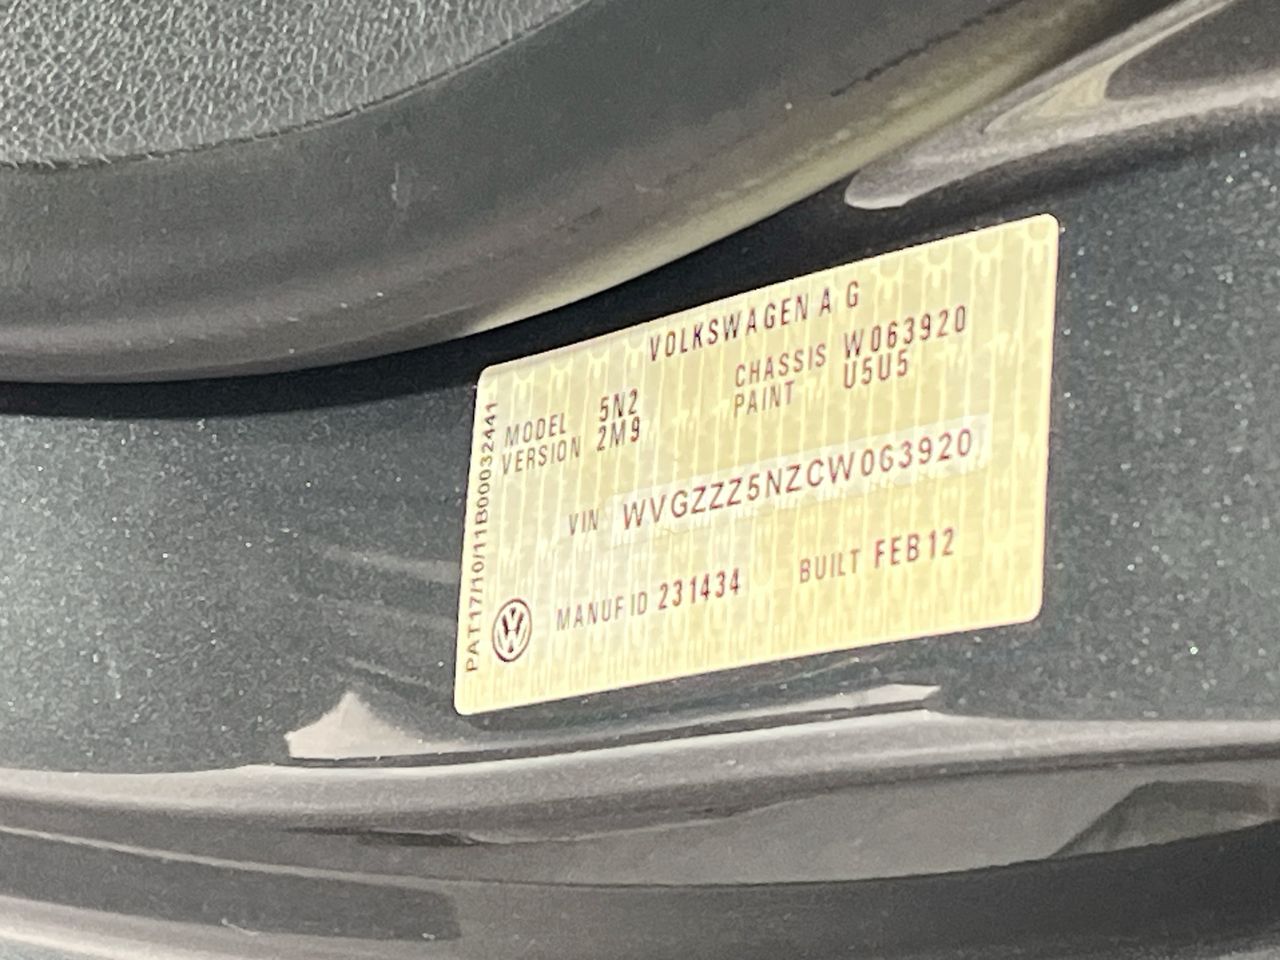 VOLKSWAGEN A G
CHASSIS W063920
MODEL 5N2 PAINT U5U5
VERSION 2M9
VIN WVGZZZ5NZCW063920
MANUF ID 231434 BUILT FEB12
PAT17/10/11B00032441